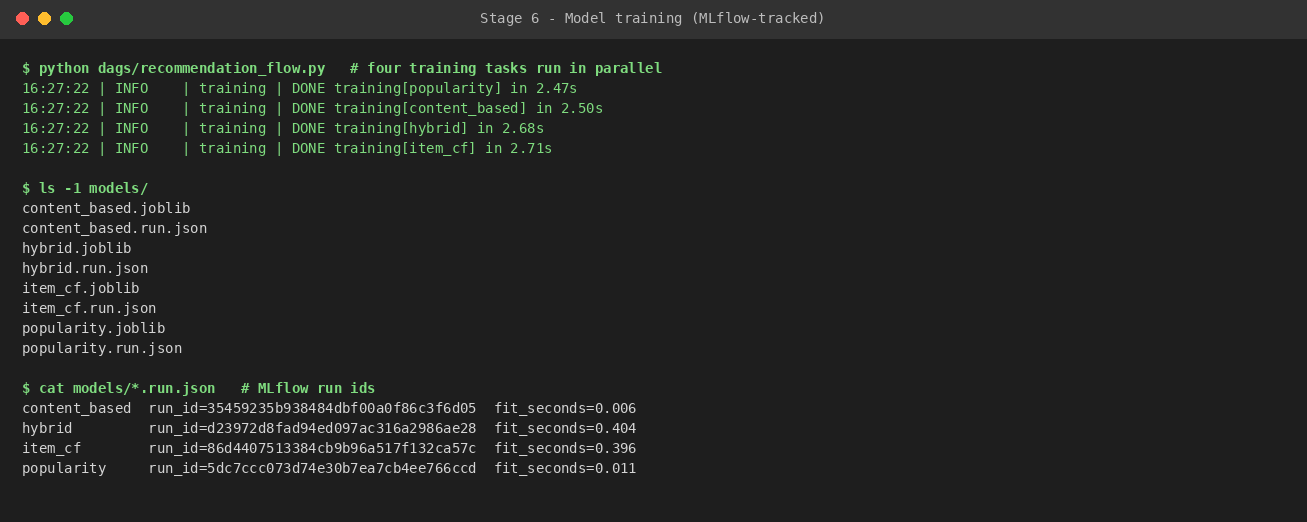 Stage 6 - Model training (MLflow-tracked)
$ python dags/recommendation_flow.py   # four training tasks run in parallel
16:27:22 | INFO    | training | DONE training[popularity] in 2.47s
16:27:22 | INFO    | training | DONE training[content_based] in 2.50s
16:27:22 | INFO    | training | DONE training[hybrid] in 2.68s
16:27:22 | INFO    | training | DONE training[item_cf] in 2.71s
$ ls -1 models/
content_based.joblib
content_based.run.json
hybrid.joblib
hybrid.run.json
item_cf.joblib
item_cf.run.json
popularity.joblib
popularity.run.json
$ cat models/*.run.json   # MLflow run ids
content_based  run_id=35459235b938484dbf00a0f86c3f6d05  fit_seconds=0.006
hybrid         run_id=d23972d8fad94ed097ac316a2986ae28  fit_seconds=0.404
item_cf        run_id=86d4407513384cb9b96a517f132ca57c  fit_seconds=0.396
popularity     run_id=5dc7ccc073d74e30b7ea7cb4ee766ccd  fit_seconds=0.011